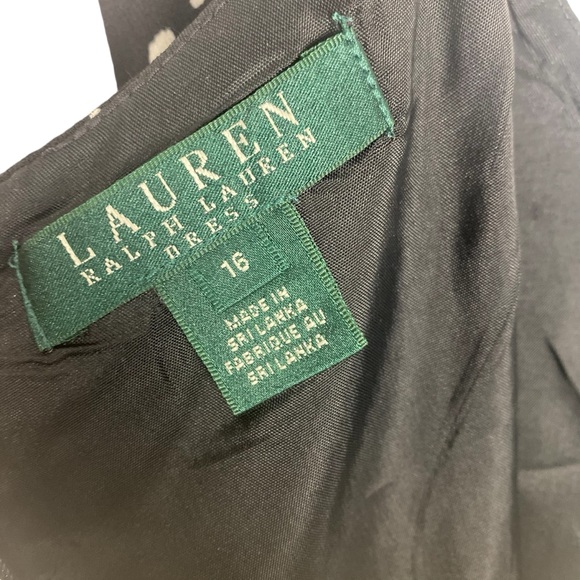 LAUREN
RALPH LAUREN
DRESS
16
MADE IN
SRI LANKA
FABRIQUE AU
SRI LANKA